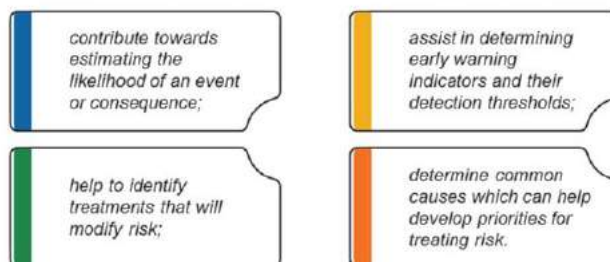 contribute towards
estimating the
likelihood of an event
or consequence;
assist in determining
early warning
indicators and their
detection thresholds;
help to identify
treatments that will
modify risk;
determine common
causes which can help
develop priorities for
treating risk.